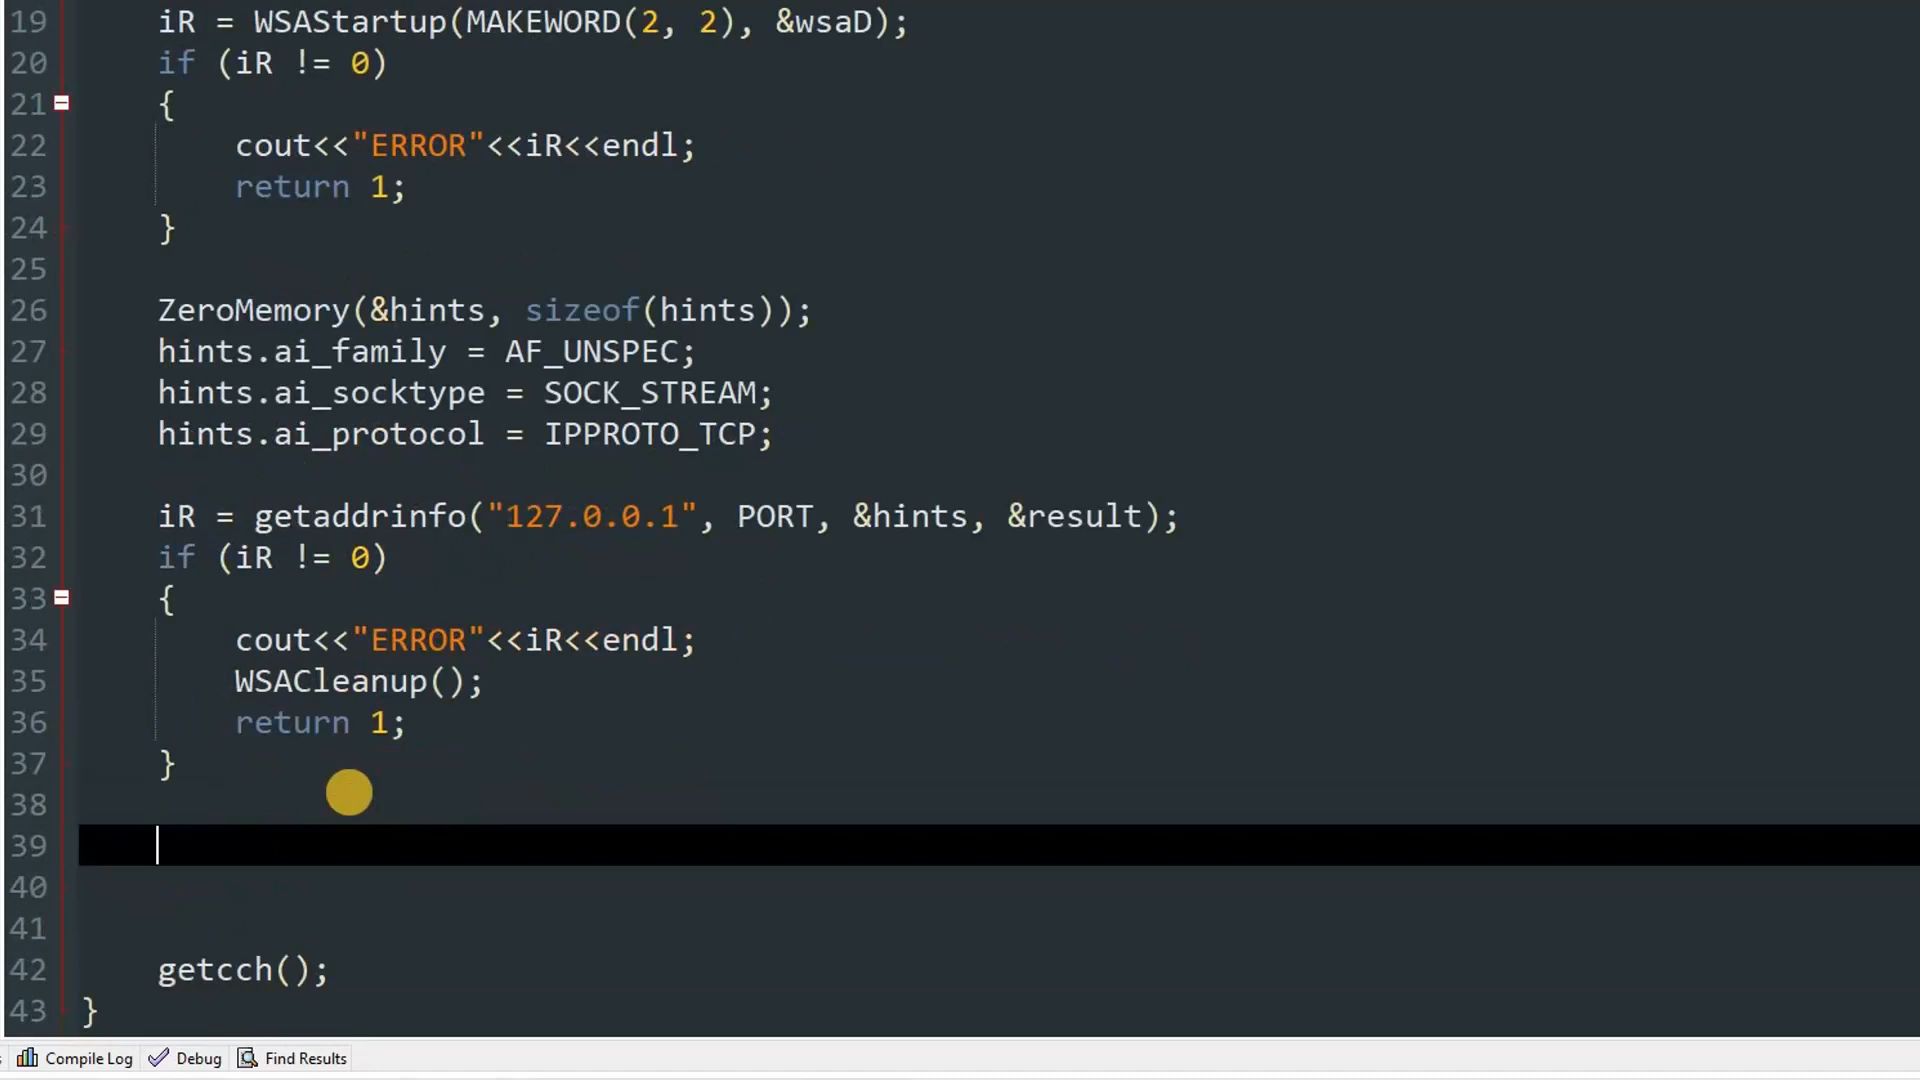 19 iR = WSAStartup(MAKEWORD(2, 2), &wsaD);
20 if (iR != 0)
21 {
22 cout<<"ERROR"<<iR<<endl;
23 return 1;
24 }
25
26 ZeroMemory(&hints, sizeof(hints));
27 hints.ai_family = AF_UNSPEC;
28 hints.ai_socktype = SOCK_STREAM;
29 hints.ai_protocol = IPPROTO_TCP;
30
31 iR = getaddrinfo("127.0.0.1", PORT, &hints, &result);
32 if (iR != 0)
33 {
34 cout<<"ERROR"<<iR<<endl;
35 WSACleanup();
36 return 1;
37 }
38
39
40
41
42 getcch();
43 }
Compile Log Debug Find Results